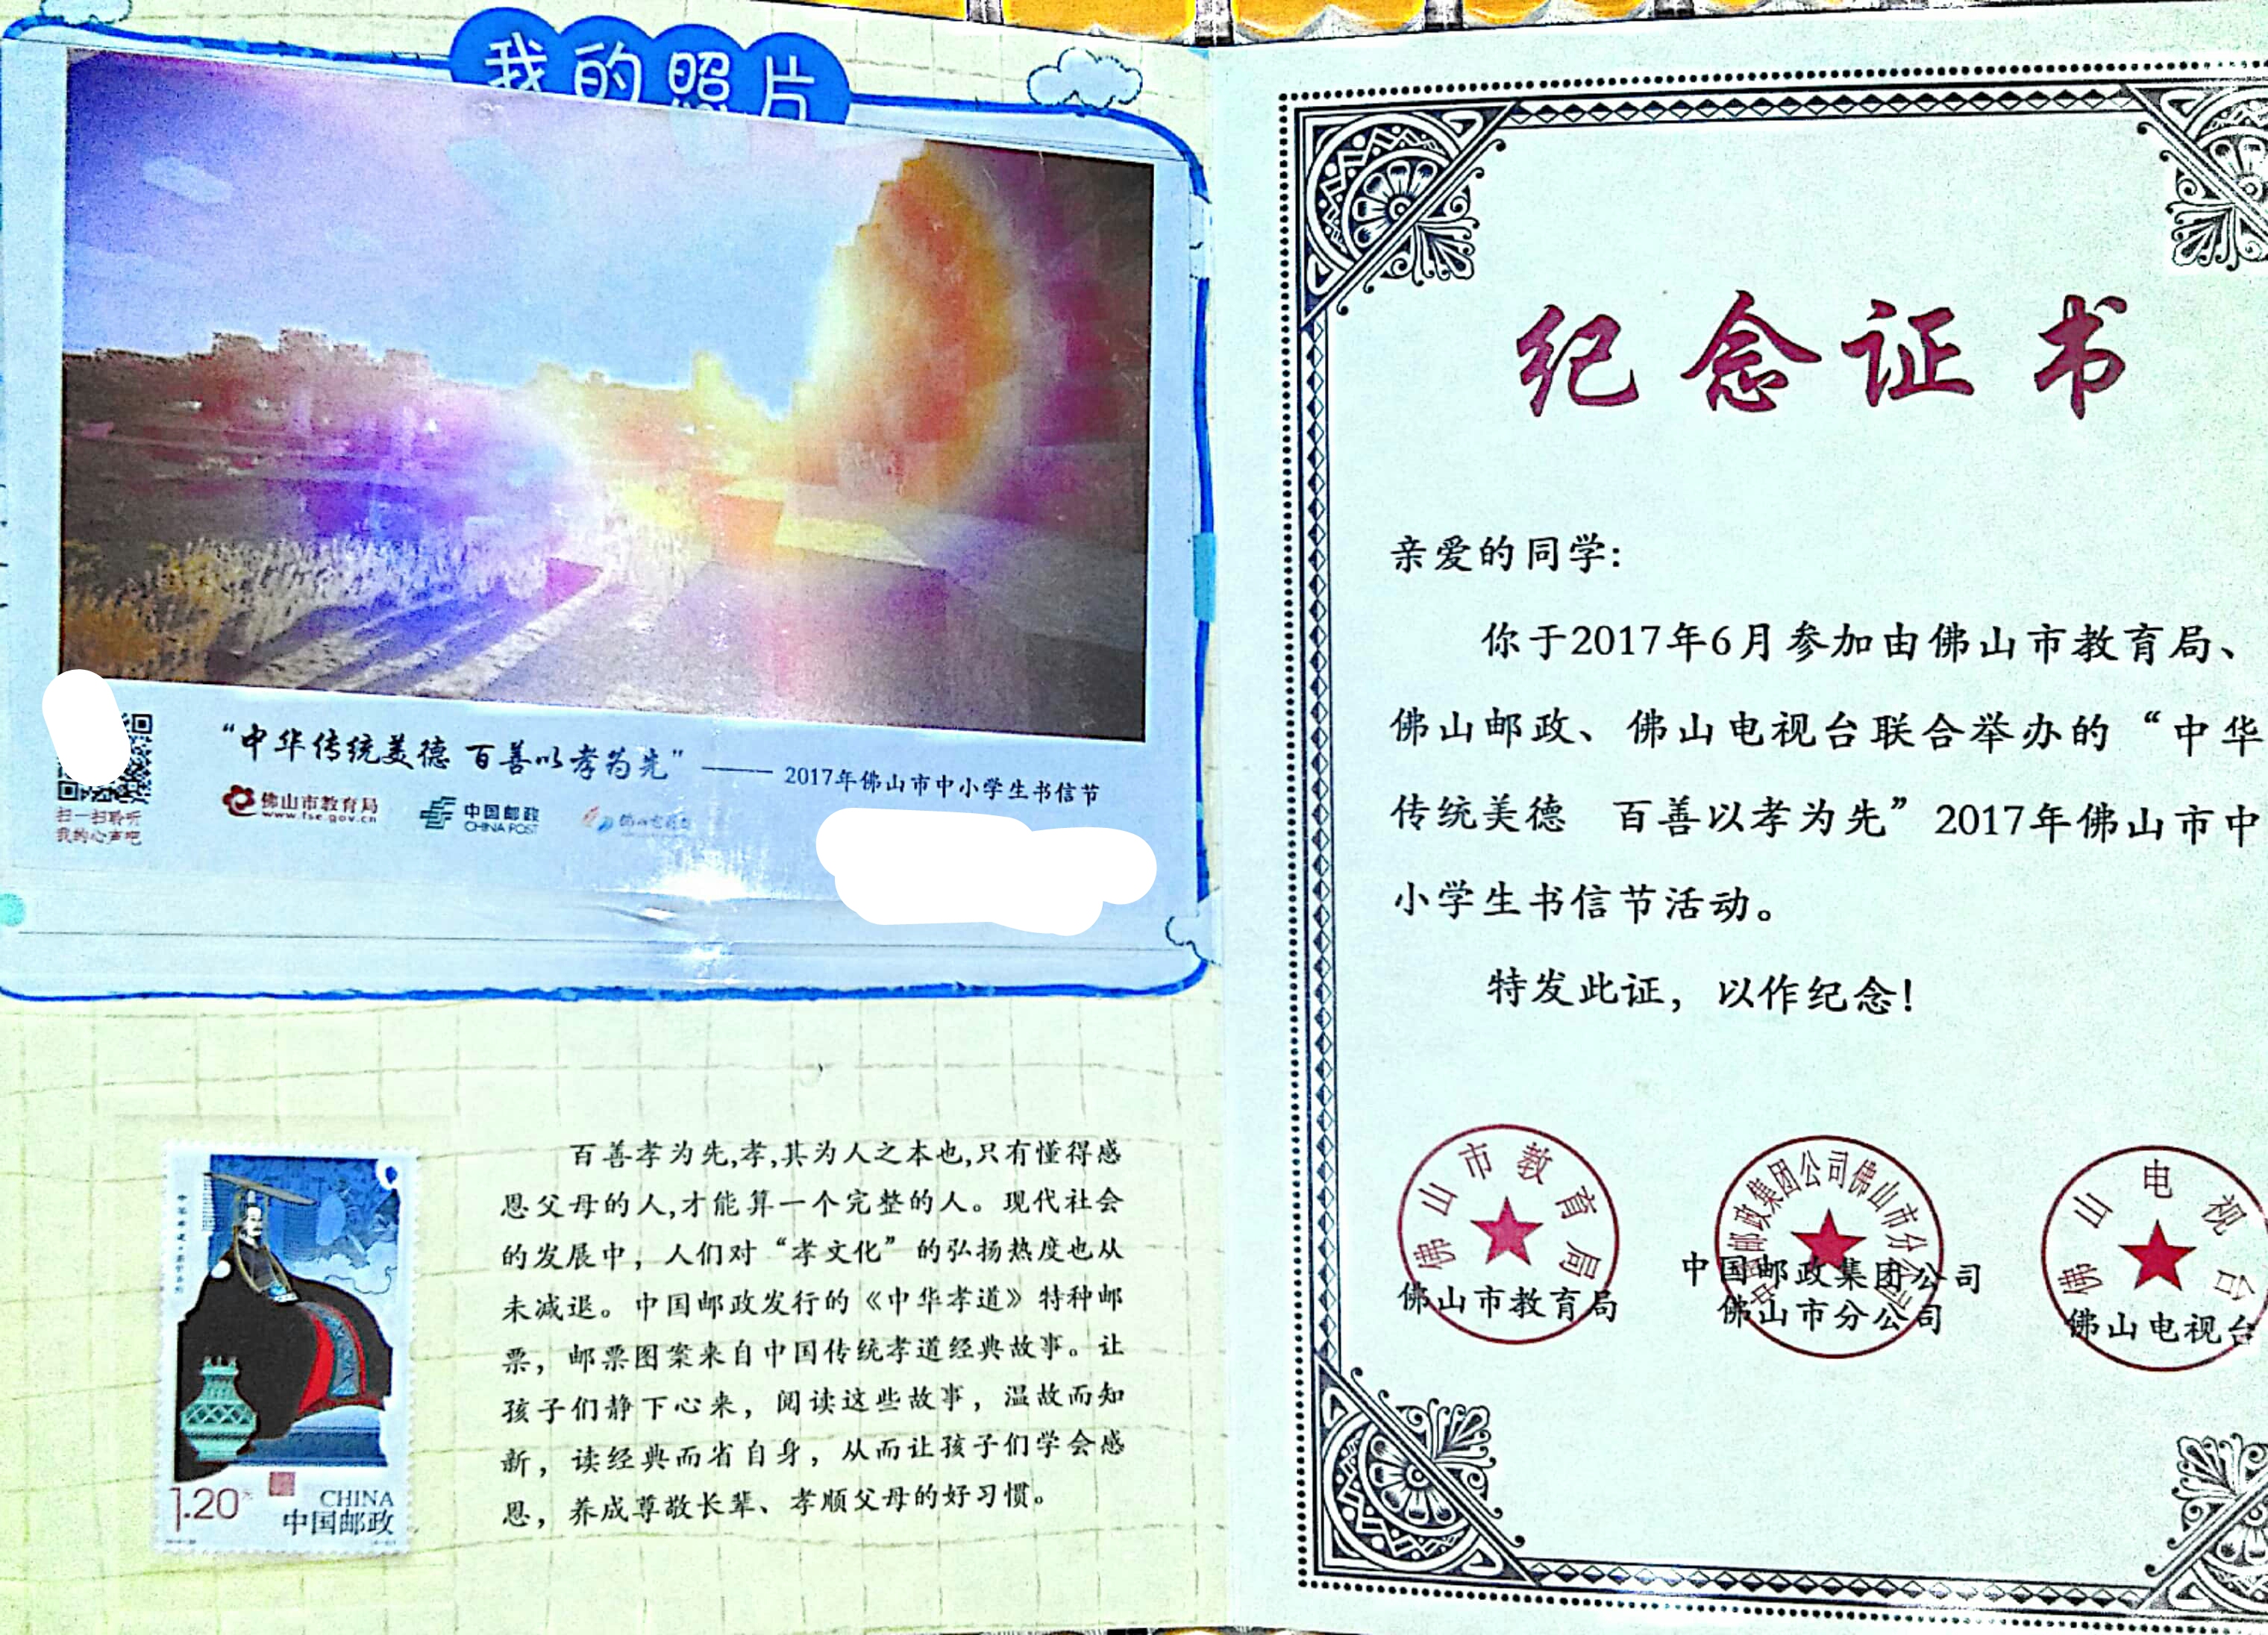 我的照片
“中华传统美德 百善以孝为先” —— 2017年佛山市中小学生书信节
佛山市教育局
www.fse.gov.cn
中国邮政
CHINA POST
佛山电视台
扫一扫聆听
我的心声吧
百善孝为先,孝,其为人之本也,只有懂得感
恩父母的人,才能算一个完整的人。现代社会
的发展中，人们对“孝文化”的弘扬热度也从
未减退。中国邮政发行的《中华孝道》特种邮
票，邮票图案来自中国传统孝道经典故事。让
孩子们静下心来，阅读这些故事，温故而知
新，读经典而省自身，从而让孩子们学会感
恩，养成尊敬长辈、孝顺父母的好习惯。
1.20元
CHINA
中国邮政
纪念证书
亲爱的同学:
你于2017年6月参加由佛山市教育局、
佛山邮政、佛山电视台联合举办的“中华
传统美德 百善以孝为先”2017年佛山市中
小学生书信节活动。
特发此证，以作纪念!
佛山市教育局
佛山市教育局
中国邮政集团公司佛山市分公司
中国邮政集团公司
佛山市分公司
佛山电视台
佛山电视台